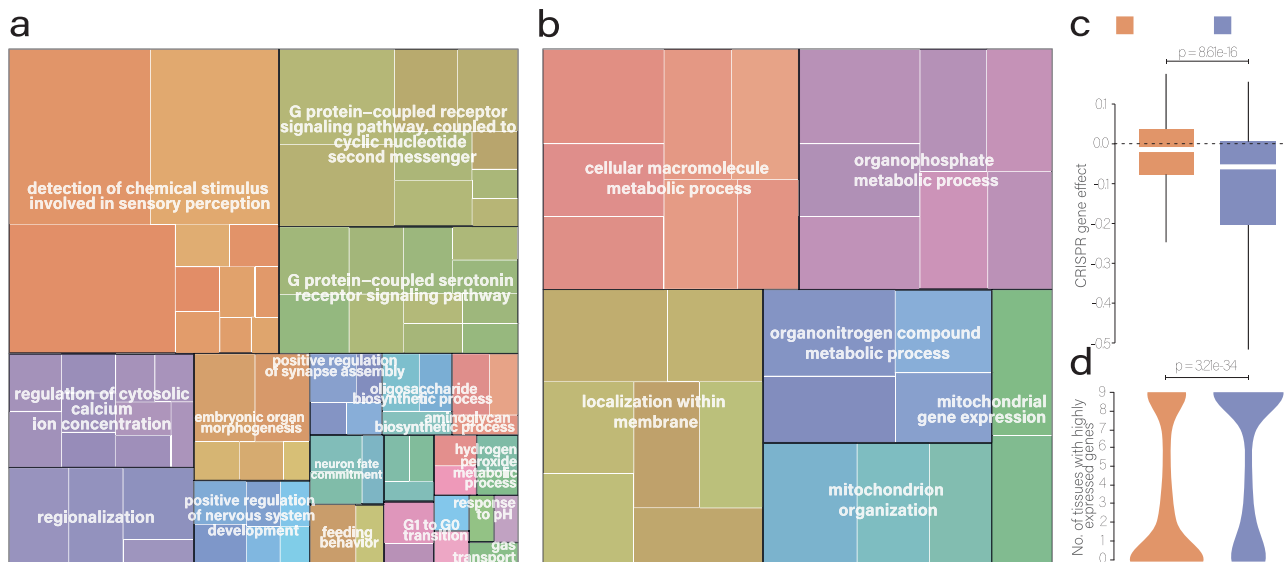 a
detection of chemical stimulus
involved in sensory perception
G protein–coupled receptor
signaling pathway, coupled to
cyclic nucleotide
second messenger
G protein–coupled serotonin
receptor signaling pathway
regulation of cytosolic
calcium
ion concentration
regionalization
embryonic organ
morphogenesis
positive regulation
of nervous system
development
positive regulation
of synapse assembly
oligosaccharide
biosynthetic process
aminoglycan
biosynthetic process
neuron fate
commitment
hydrogen
peroxide
metabolic
process
feeding
behavior
G1 to G0
transition
response
to pH
gas
transport
b
cellular macromolecule
metabolic process
organophosphate
metabolic process
localization within
membrane
organonitrogen compound
metabolic process
mitochondrial
gene expression
mitochondrion
organization
c
p = 8.61e-16
CRISPR gene effect
0.1
0.0
-0.1
-0.2
-0.3
-0.4
-0.5
d
p = 3.21e-34
No. of tissues with highly
expressed genes
9
8
7
6
5
4
3
2
1
0